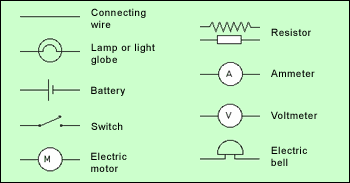 Connecting
wire
Lamp or light
globe
Battery
Switch
M
Electric
motor
Resistor
A
Ammeter
V
Voltmeter
Electric
bell